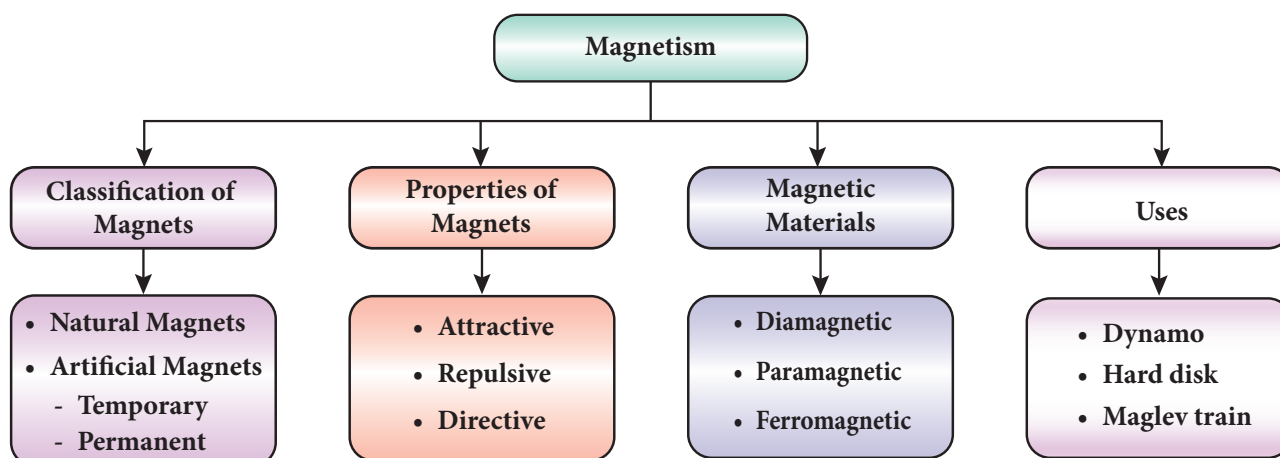 Magnetism
Classification of
Magnets
Properties of
Magnets
Magnetic
Materials
Uses
• Natural Magnets
• Artificial Magnets
- Temporary
- Permanent
• Attractive
• Repulsive
• Directive
• Diamagnetic
• Paramagnetic
• Ferromagnetic
• Dynamo
• Hard disk
• Maglev train